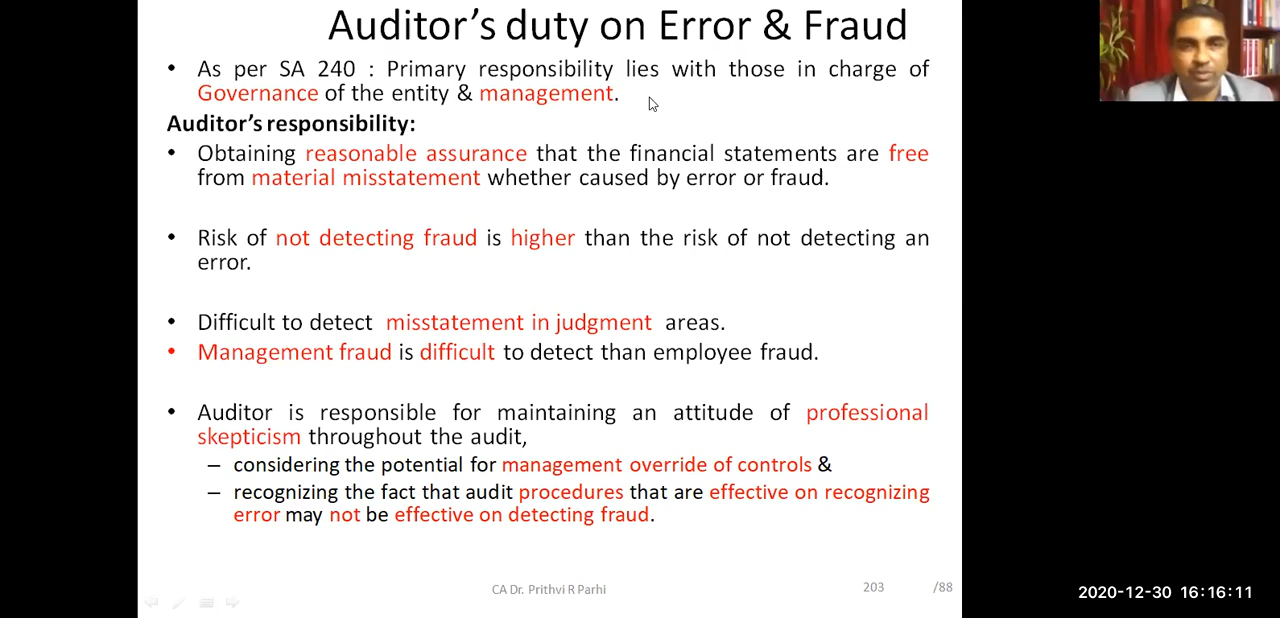 Auditor's duty on Error & Fraud
• As per SA 240 : Primary responsibility lies with those in charge of
Governance of the entity & management.
Auditor's responsibility:
• Obtaining reasonable assurance that the financial statements are free
from material misstatement whether caused by error or fraud.
• Risk of not detecting fraud is higher than the risk of not detecting an
error.
• Difficult to detect misstatement in judgment areas.
• Management fraud is difficult to detect than employee fraud.
• Auditor is responsible for maintaining an attitude of professional
skepticism throughout the audit,
– considering the potential for management override of controls &
– recognizing the fact that audit procedures that are effective on recognizing
error may not be effective on detecting fraud.
CA Dr. Prithvi R Parhi
203
/88
2020-12-30 16:16:11